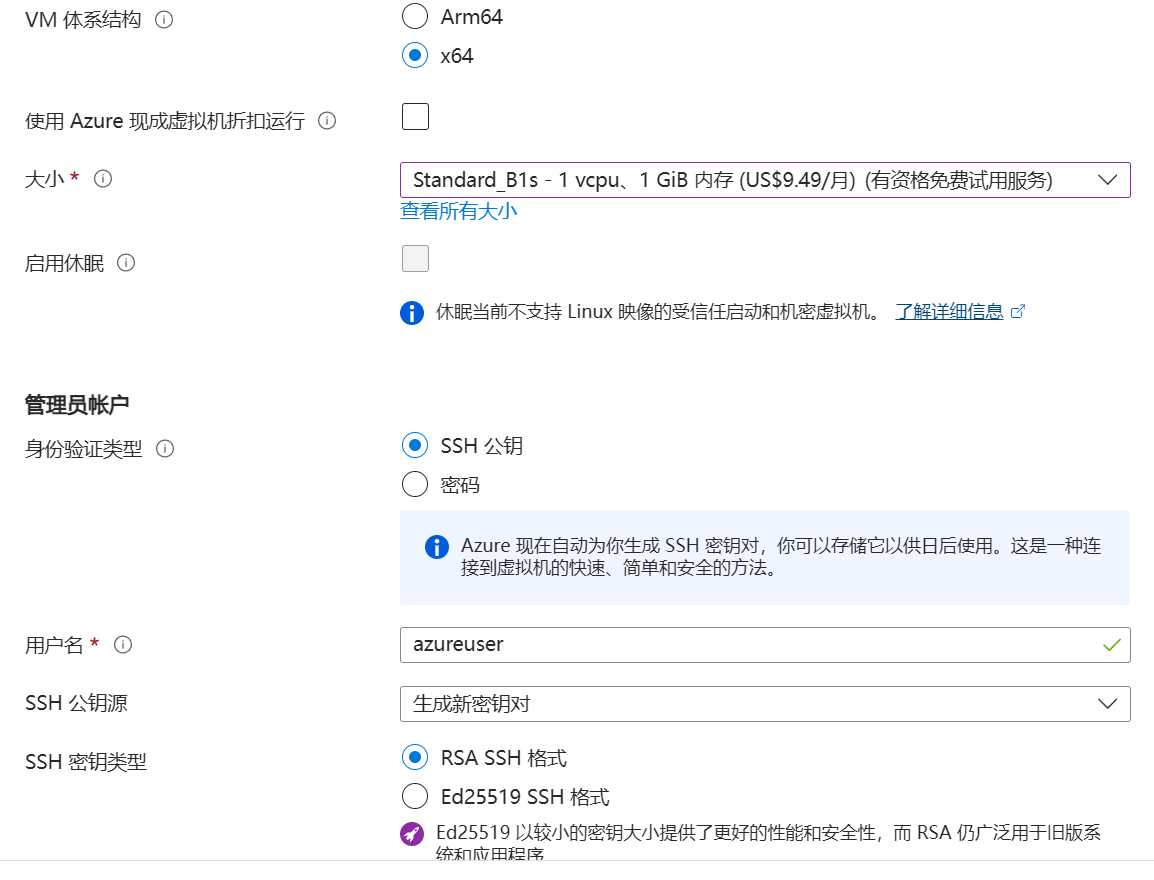 VM 体系结构
Arm64
x64
使用 Azure 现成虚拟机折扣运行
大小 *
Standard_B1s - 1 vcpu、1 GiB 内存 (US$9.49/月) (有资格免费试用服务)
查看所有大小
启用休眠
休眠当前不支持 Linux 映像的受信任启动和机密虚拟机。 了解详细信息
管理员帐户
身份验证类型
SSH 公钥
密码
Azure 现在自动为你生成 SSH 密钥对，你可以存储它以供日后使用。这是一种连
接到虚拟机的快速、简单和安全的方法。
用户名 *
azureuser
SSH 公钥源
生成新密钥对
SSH 密钥类型
RSA SSH 格式
Ed25519 SSH 格式
Ed25519 以较小的密钥大小提供了更好的性能和安全性，而 RSA 仍广泛用于旧版系
统和应用程序